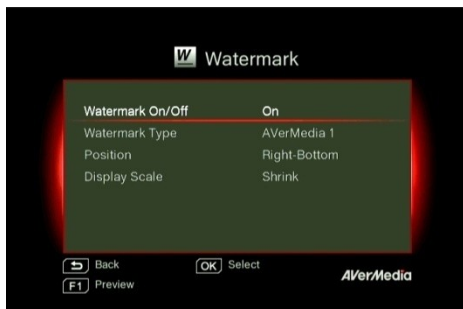 W Watermark
Watermark On/Off On
Watermark Type AVerMedia 1
Position Right-Bottom
Display Scale Shrink
Back OK Select
F1 Preview
AVerMedia